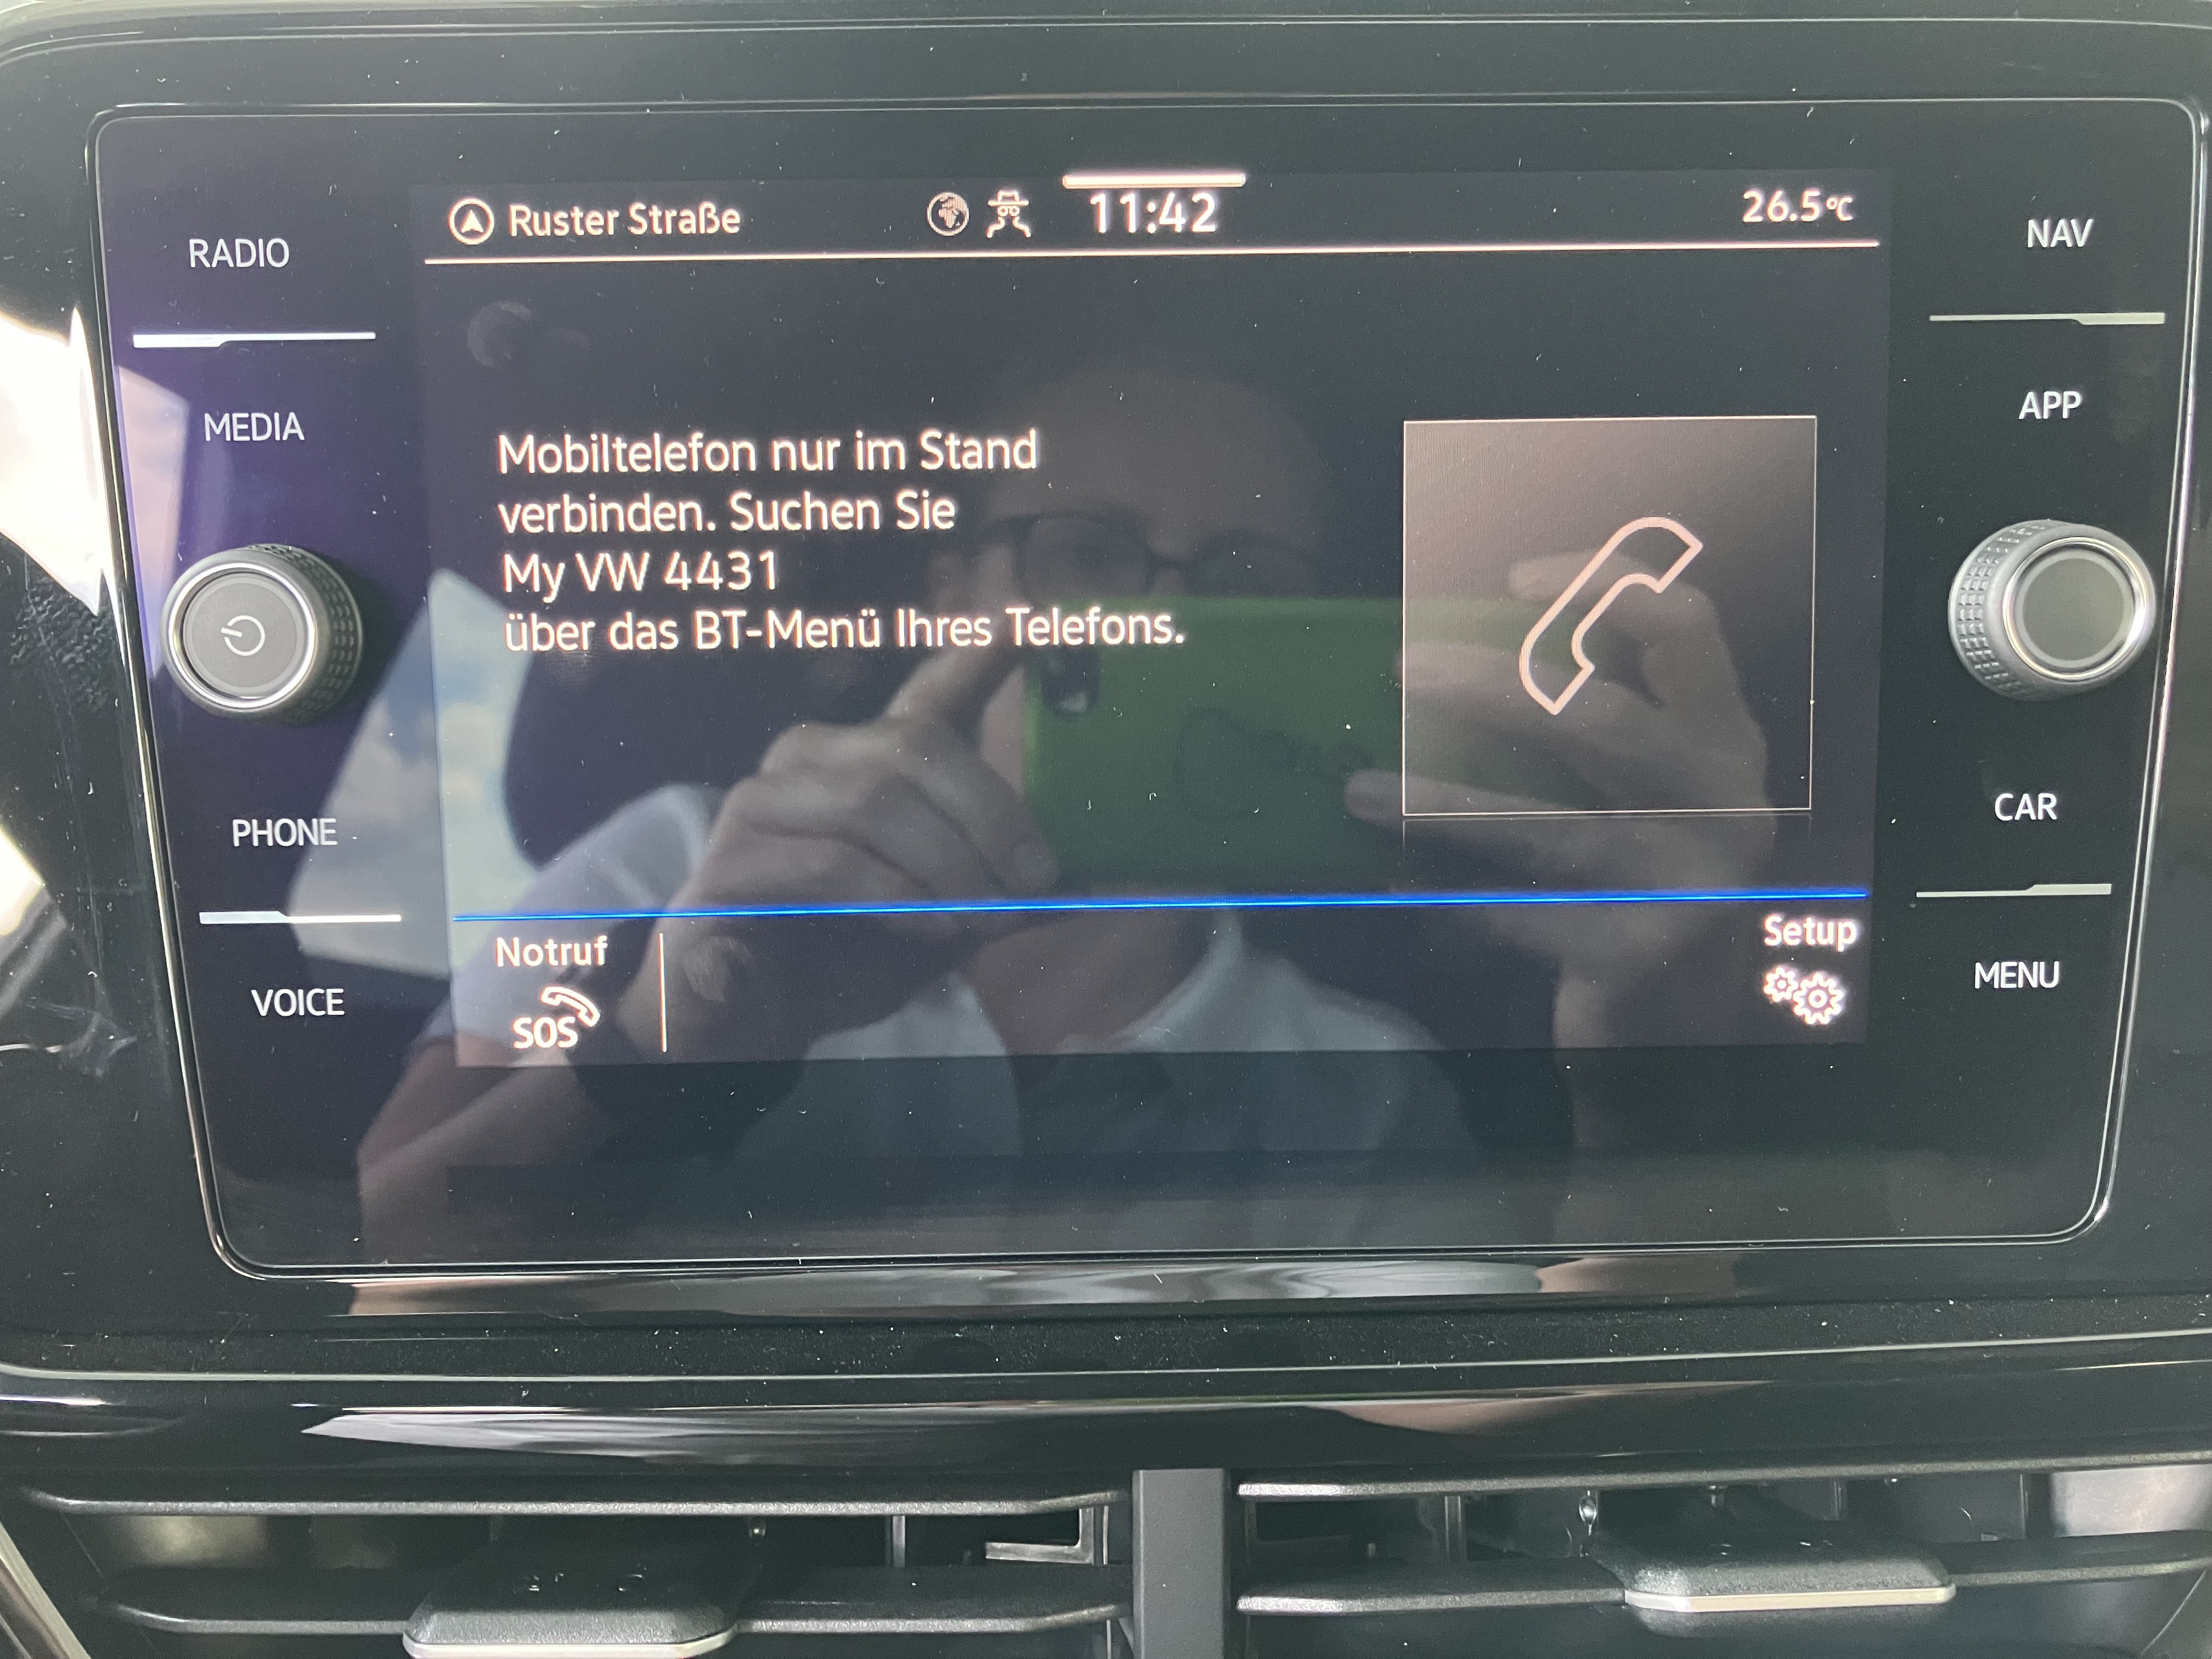 RADIO
MEDIA
PHONE
VOICE
Ruster Straße
11:42
26.5°C
Mobiltelefon nur im Stand
verbinden. Suchen Sie
My VW 4431
über das BT-Menü Ihres Telefons.
Notruf
SOS
Setup
NAV
APP
CAR
MENU